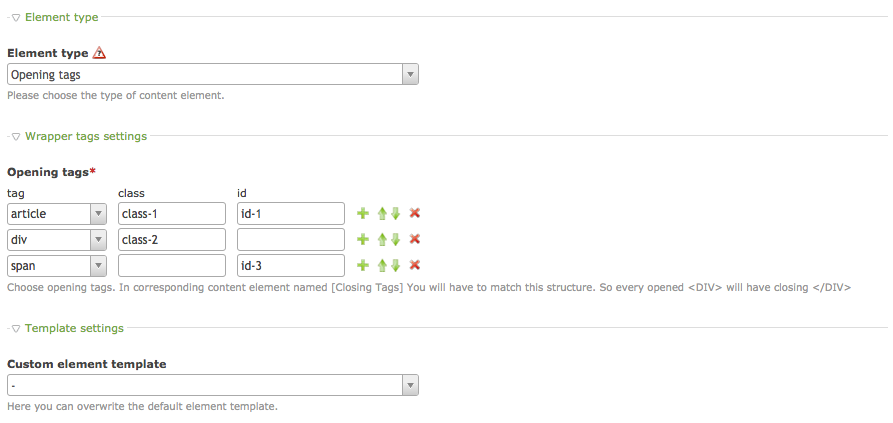 Element type
Element type ?
Opening tags
Please choose the type of content element.
Wrapper tags settings
Opening tags*
tag class id
article class-1 id-1
div class-2
span id-3
Choose opening tags. In corresponding content element named [Closing Tags] You will have to match this structure. So every opened <DIV> will have closing </DIV>
Template settings
Custom element template
-
Here you can overwrite the default element template.